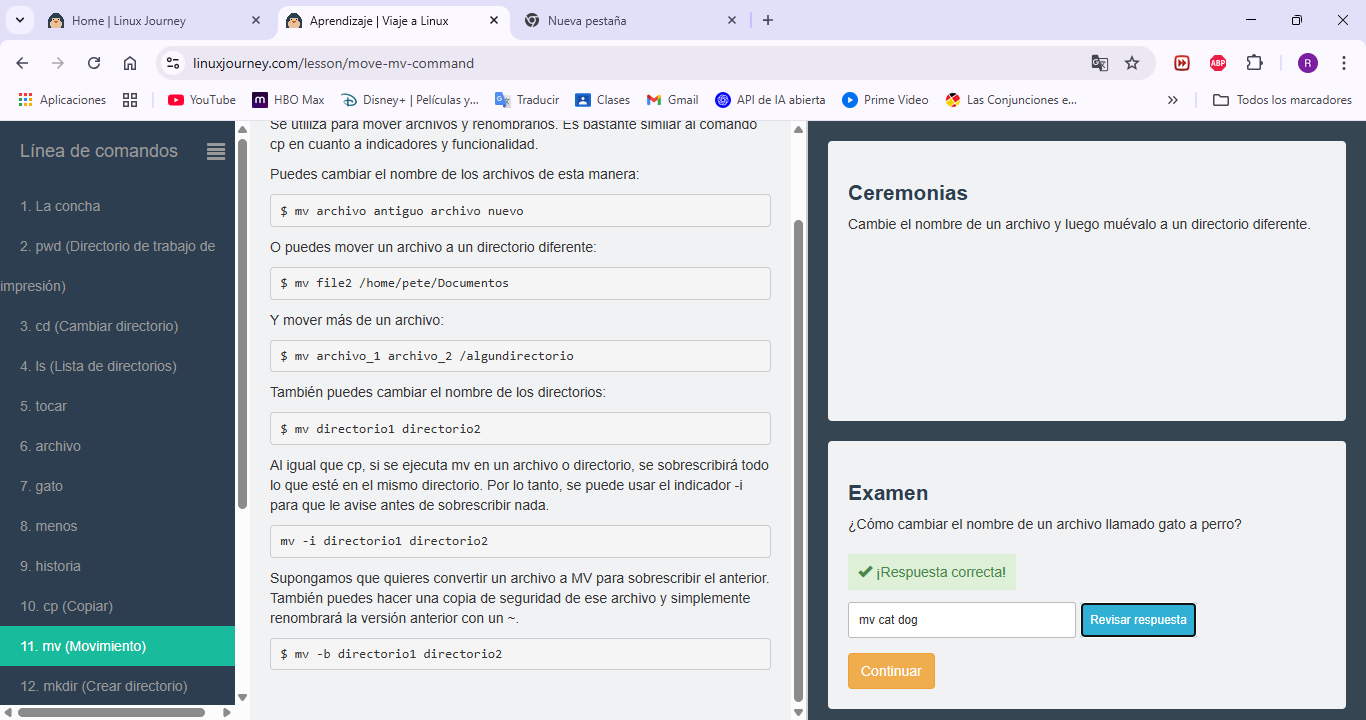 Home | Linux Journey
Aprendizaje | Viaje a Linux
Nueva pestaña
linuxjourney.com/lesson/move-mv-command
ABP
R
Aplicaciones
YouTube
HBO Max
Disney+ | Películas y...
Traducir
Clases
Gmail
API de IA abierta
Prime Video
Las Conjunciones e...
Todos los marcadores
Línea de comandos
1. La concha
2. pwd (Directorio de trabajo de
impresión)
3. cd (Cambiar directorio)
4. ls (Lista de directorios)
5. tocar
6. archivo
7. gato
8. menos
9. historia
10. cp (Copiar)
11. mv (Movimiento)
12. mkdir (Crear directorio)
Se utiliza para mover archivos y renombrarlos. Es bastante similar al comando
cp en cuanto a indicadores y funcionalidad.
Puedes cambiar el nombre de los archivos de esta manera:
$ mv archivo antiguo archivo nuevo
O puedes mover un archivo a un directorio diferente:
$ mv file2 /home/pete/Documentos
Y mover más de un archivo:
$ mv archivo_1 archivo_2 /algundirectorio
También puedes cambiar el nombre de los directorios:
$ mv directorio1 directorio2
Al igual que cp, si se ejecuta mv en un archivo o directorio, se sobrescribirá todo
lo que esté en el mismo directorio. Por lo tanto, se puede usar el indicador -i
para que le avise antes de sobrescribir nada.
mv -i directorio1 directorio2
Supongamos que quieres convertir un archivo a MV para sobrescribir el anterior.
También puedes hacer una copia de seguridad de ese archivo y simplemente
renombrará la versión anterior con un ~.
$ mv -b directorio1 directorio2
Ceremonias
Cambie el nombre de un archivo y luego muévalo a un directorio diferente.
Examen
¿Cómo cambiar el nombre de un archivo llamado gato a perro?
¡Respuesta correcta!
mv cat dog
Revisar respuesta
Continuar